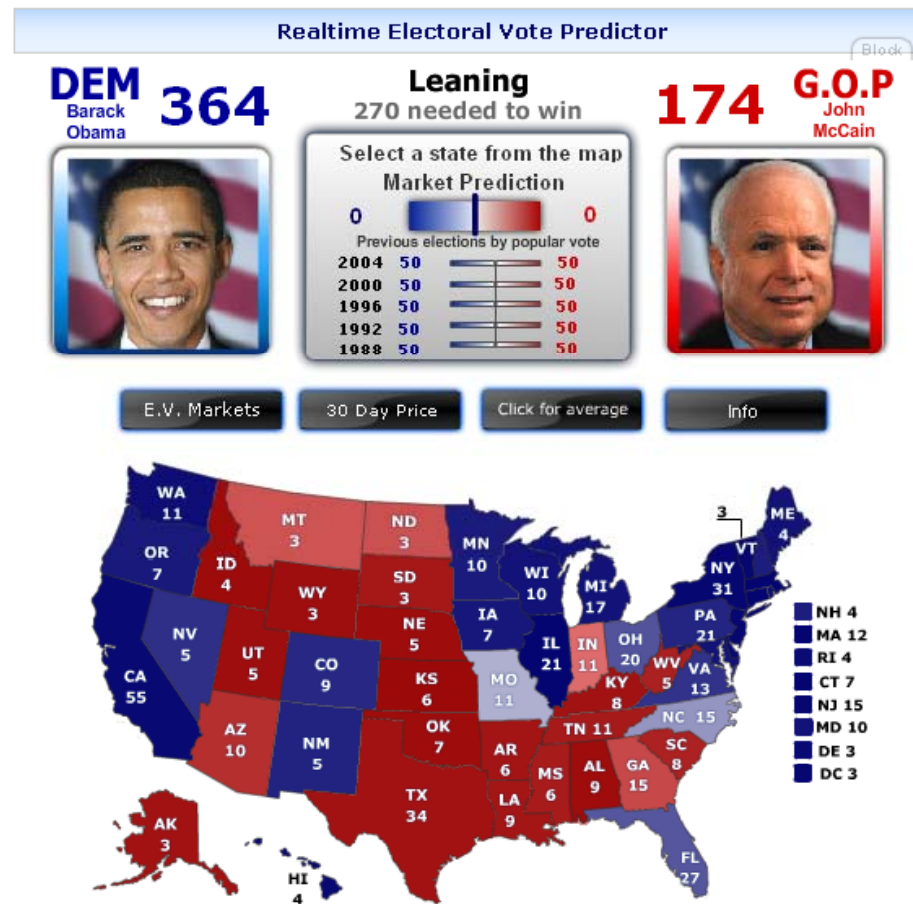 Realtime Electoral Vote Predictor
Block
DEM
Barack
Obama
364
Leaning
270 needed to win
174
G.O.P
John
McCain
Select a state from the map
Market Prediction
0 0
Previous elections by popular vote
2004 50 50
2000 50 50
1996 50 50
1992 50 50
1988 50 50
E.V. Markets
30 Day Price
Click for average
Info
WA
11
OR
7
CA
55
NV
5
ID
4
MT
3
WY
3
UT
5
AZ
10
CO
9
NM
5
ND
3
SD
3
NE
5
KS
6
OK
7
TX
34
MN
10
IA
7
MO
11
AR
6
LA
9
WI
10
IL
21
MI
17
IN
11
OH
20
KY
8
TN 11
MS
6
AL
9
GA
15
FL
27
SC
8
NC 15
VA
13
WV
5
PA
21
NY
31
3
VT
ME
4
NH 4
MA 12
RI 4
CT 7
NJ 15
MD 10
DE 3
DC 3
AK
3
HI
4